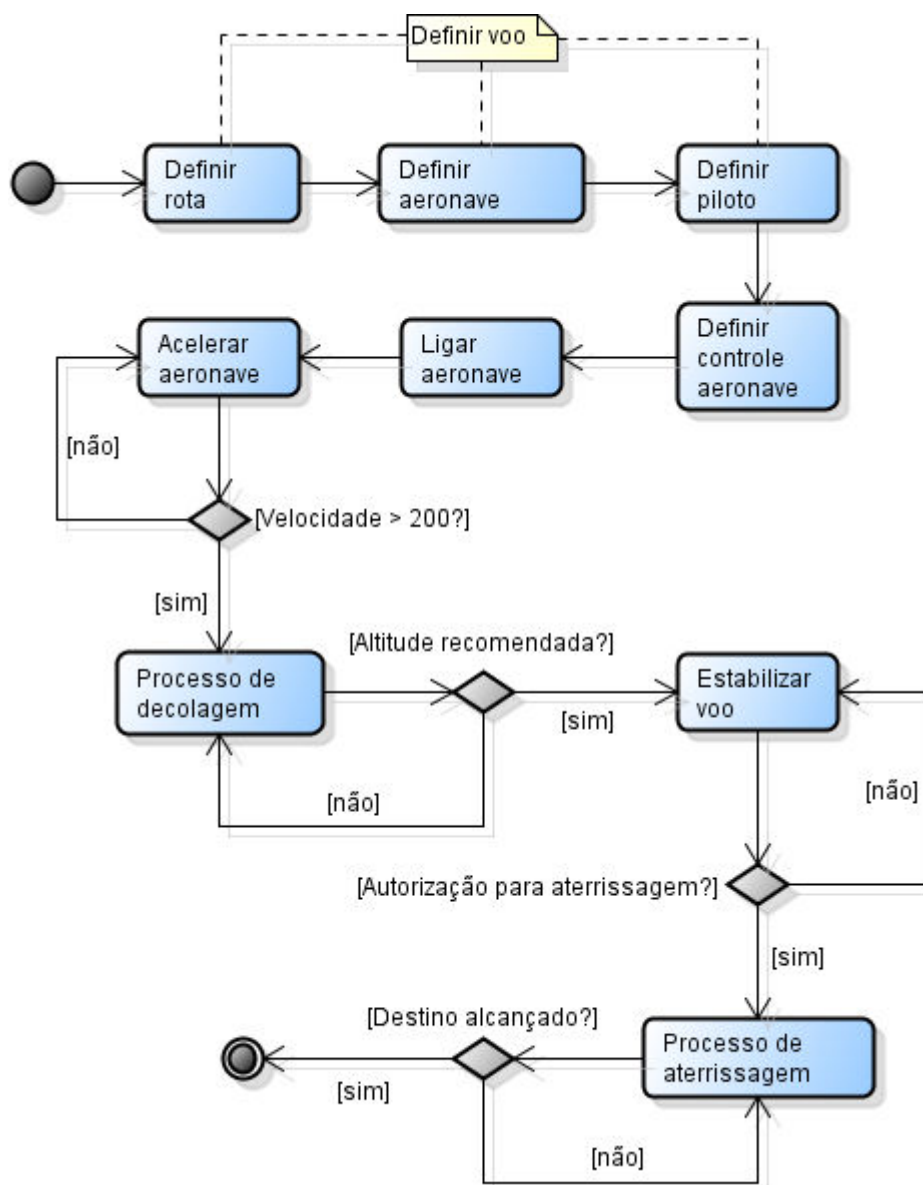 Definir voo
Definir
rota
Definir
aeronave
Definir
piloto
Acelerar
aeronave
Ligar
aeronave
Definir
controle
aeronave
[não]
[Velocidade > 200?]
[sim]
[Altitude recomendada?]
Processo de
decolagem
Estabilizar
voo
[sim]
[não]
[não]
[Autorização para aterrissagem?]
[sim]
[Destino alcançado?]
Processo de
aterrissagem
[sim]
[não]